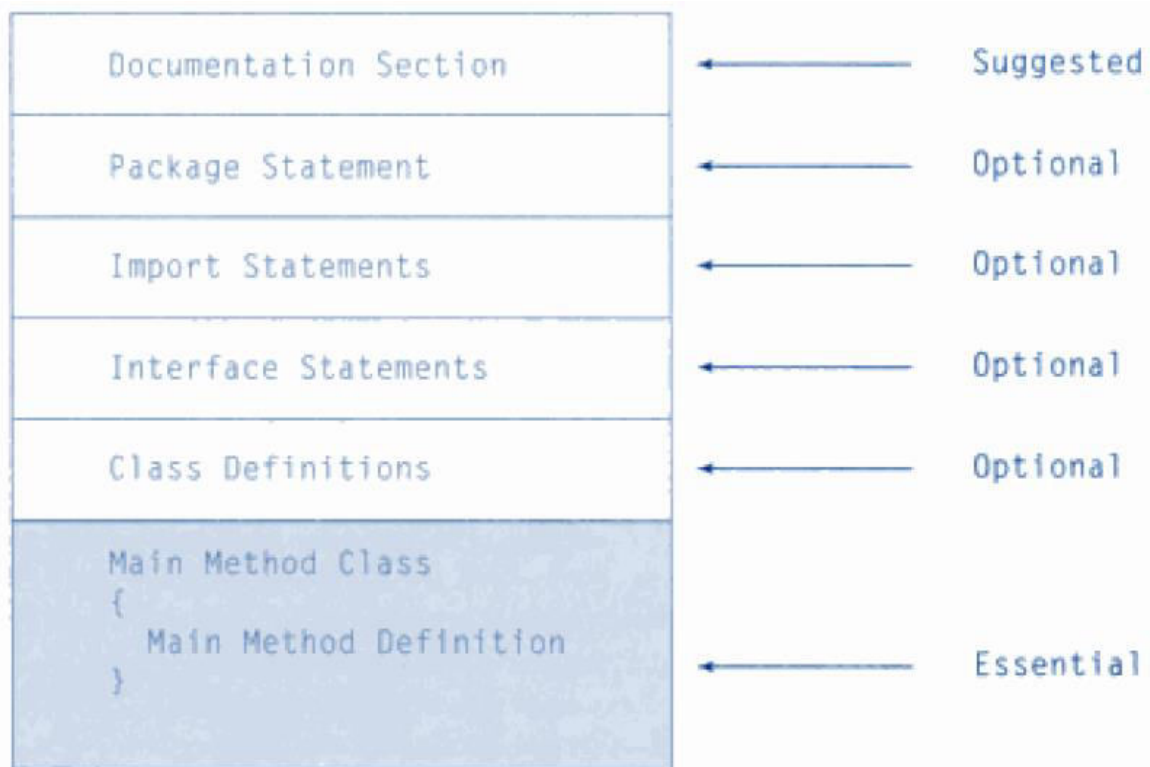 Documentation Section Suggested
Package Statement Optional
Import Statements Optional
Interface Statements Optional
Class Definitions Optional
Main Method Class
{
Main Method Definition
}
Essential